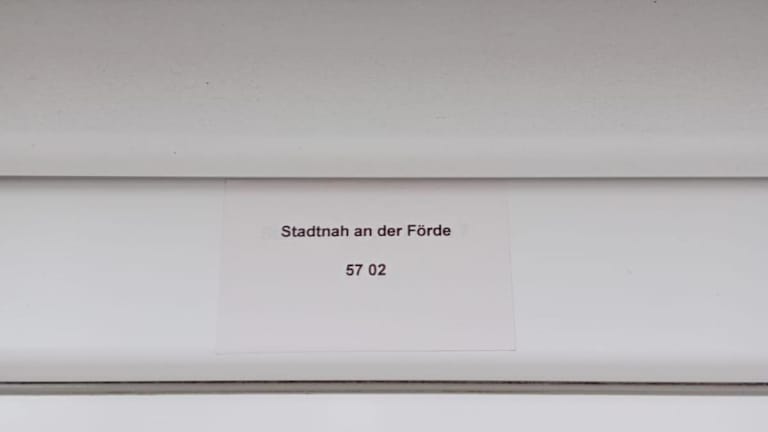 Stadtnah an der Förde
57 02